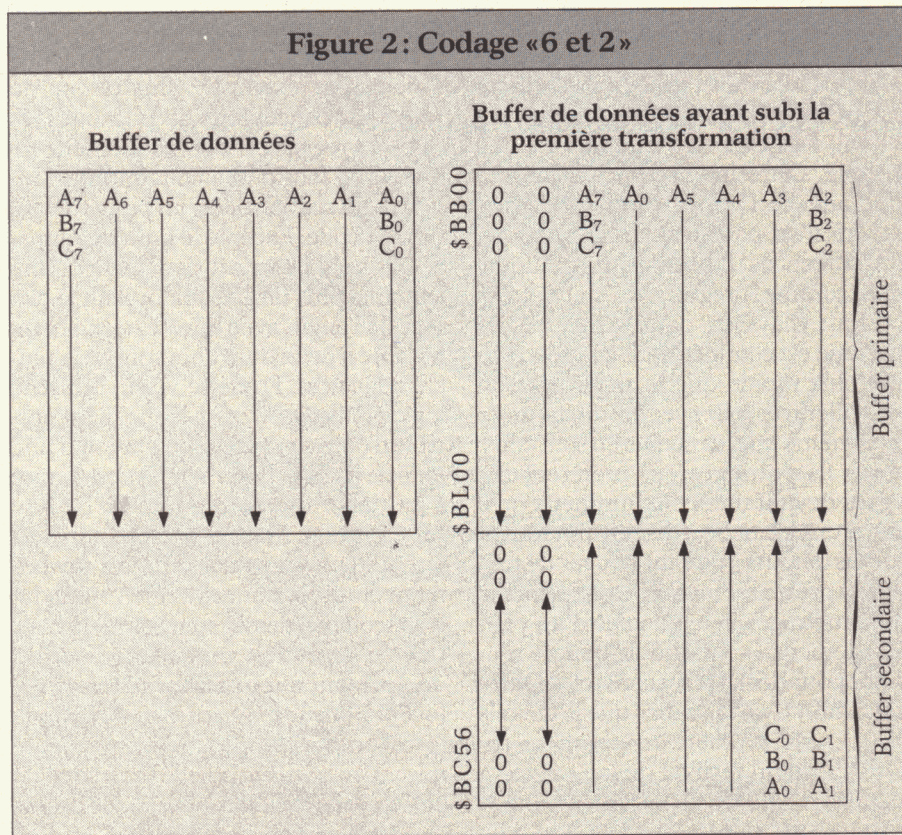 Figure 2: Codage «6 et 2»
Buffer de données
Buffer de données ayant subi la
première transformation
A7 A6 A5 A4 A3 A2 A1 A0
B7 B0
C7 C0
$BB00
0 0 A7 A0 A5 A4 A3 A2
0 0 B7 B2
0 0 C7 C2
Buffer primaire
$BL00
0 0
0 0
Buffer secondaire
$BC56
C0 C1
0 0 B0 B1
0 0 A0 A1